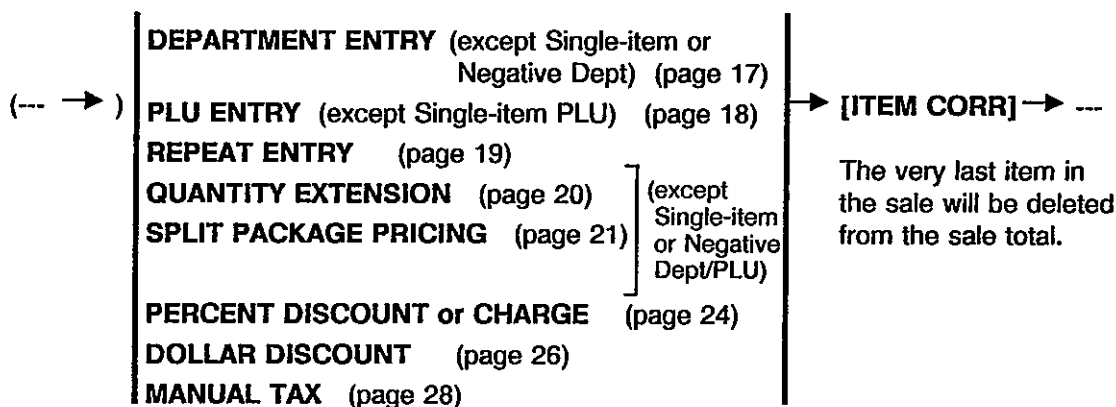 DEPARTMENT ENTRY (except Single-item or
Negative Dept) (page 17)
(--- → ) PLU ENTRY (except Single-item PLU) (page 18) → [ITEM CORR] → ---
REPEAT ENTRY (page 19)
QUANTITY EXTENSION (page 20)
SPLIT PACKAGE PRICING (page 21)
(except
Single-item
or Negative
Dept/PLU)
PERCENT DISCOUNT or CHARGE (page 24)
DOLLAR DISCOUNT (page 26)
MANUAL TAX (page 28)
The very last item in
the sale will be deleted
from the sale total.